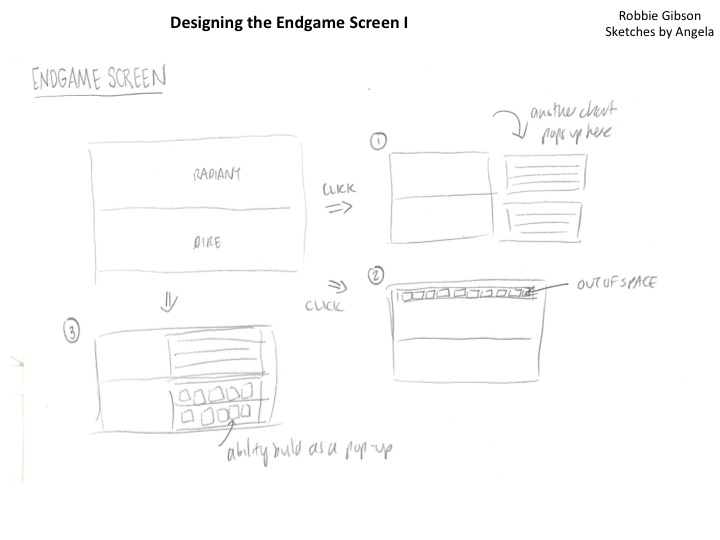 Designing the Endgame Screen I
Robbie Gibson
Sketches by Angela
ENDGAME SCREEN
another chart
pops up here
①
RADIANT
CLICK
DIRE
②
OUT OF SPACE
CLICK
③
ability build as a pop-up